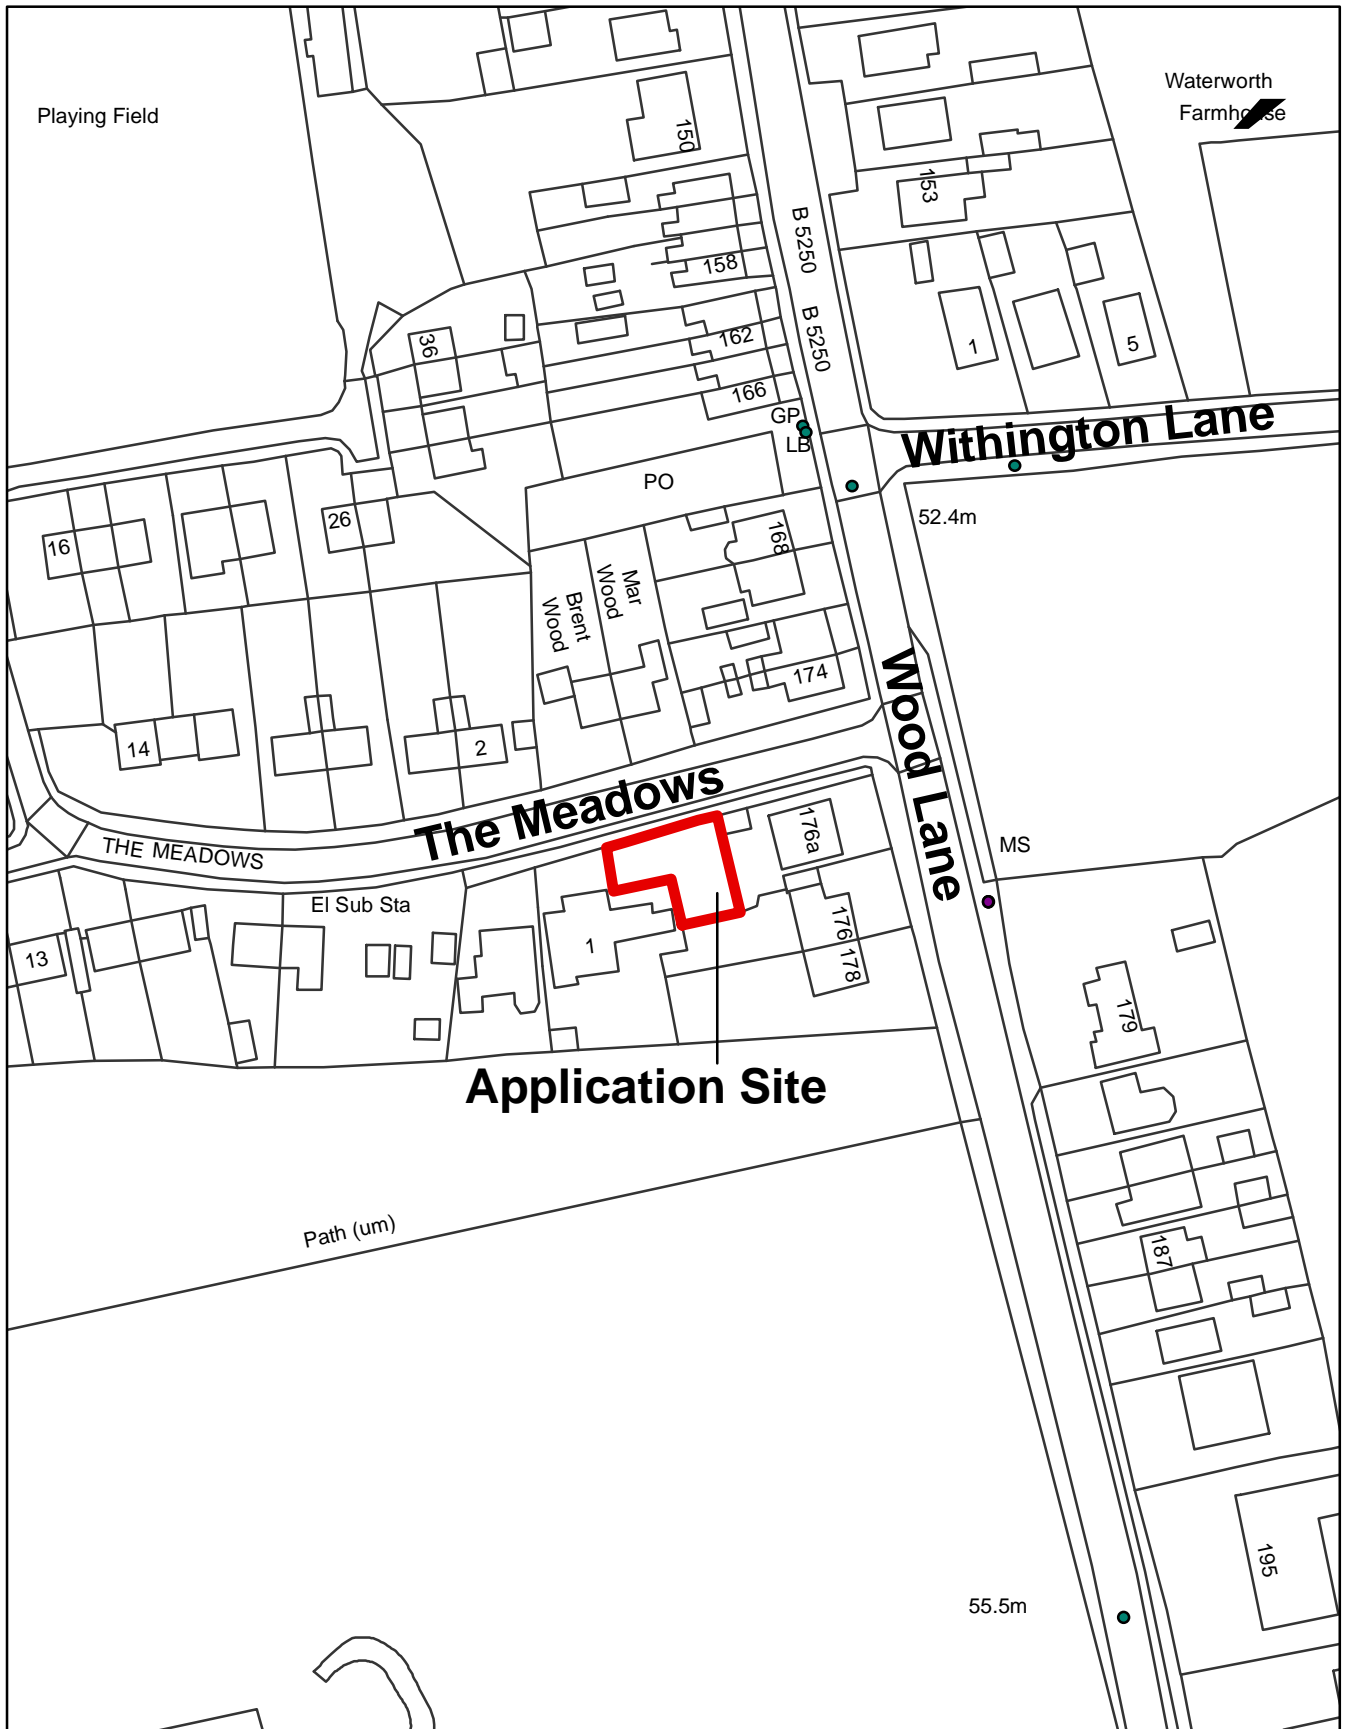 Playing Field
Waterworth
Farmhouse
150
153
B 5250
158
B 5250
162
36
1
5
166
GP
LB
Withington Lane
PO
52.4m
16
26
168
Mar
Wood
Brent
Wood
174
Wood Lane
14
2
The Meadows
THE MEADOWS
176a
MS
El Sub Sta
13
1
176
178
179
Application Site
Path (um)
187
195
55.5m